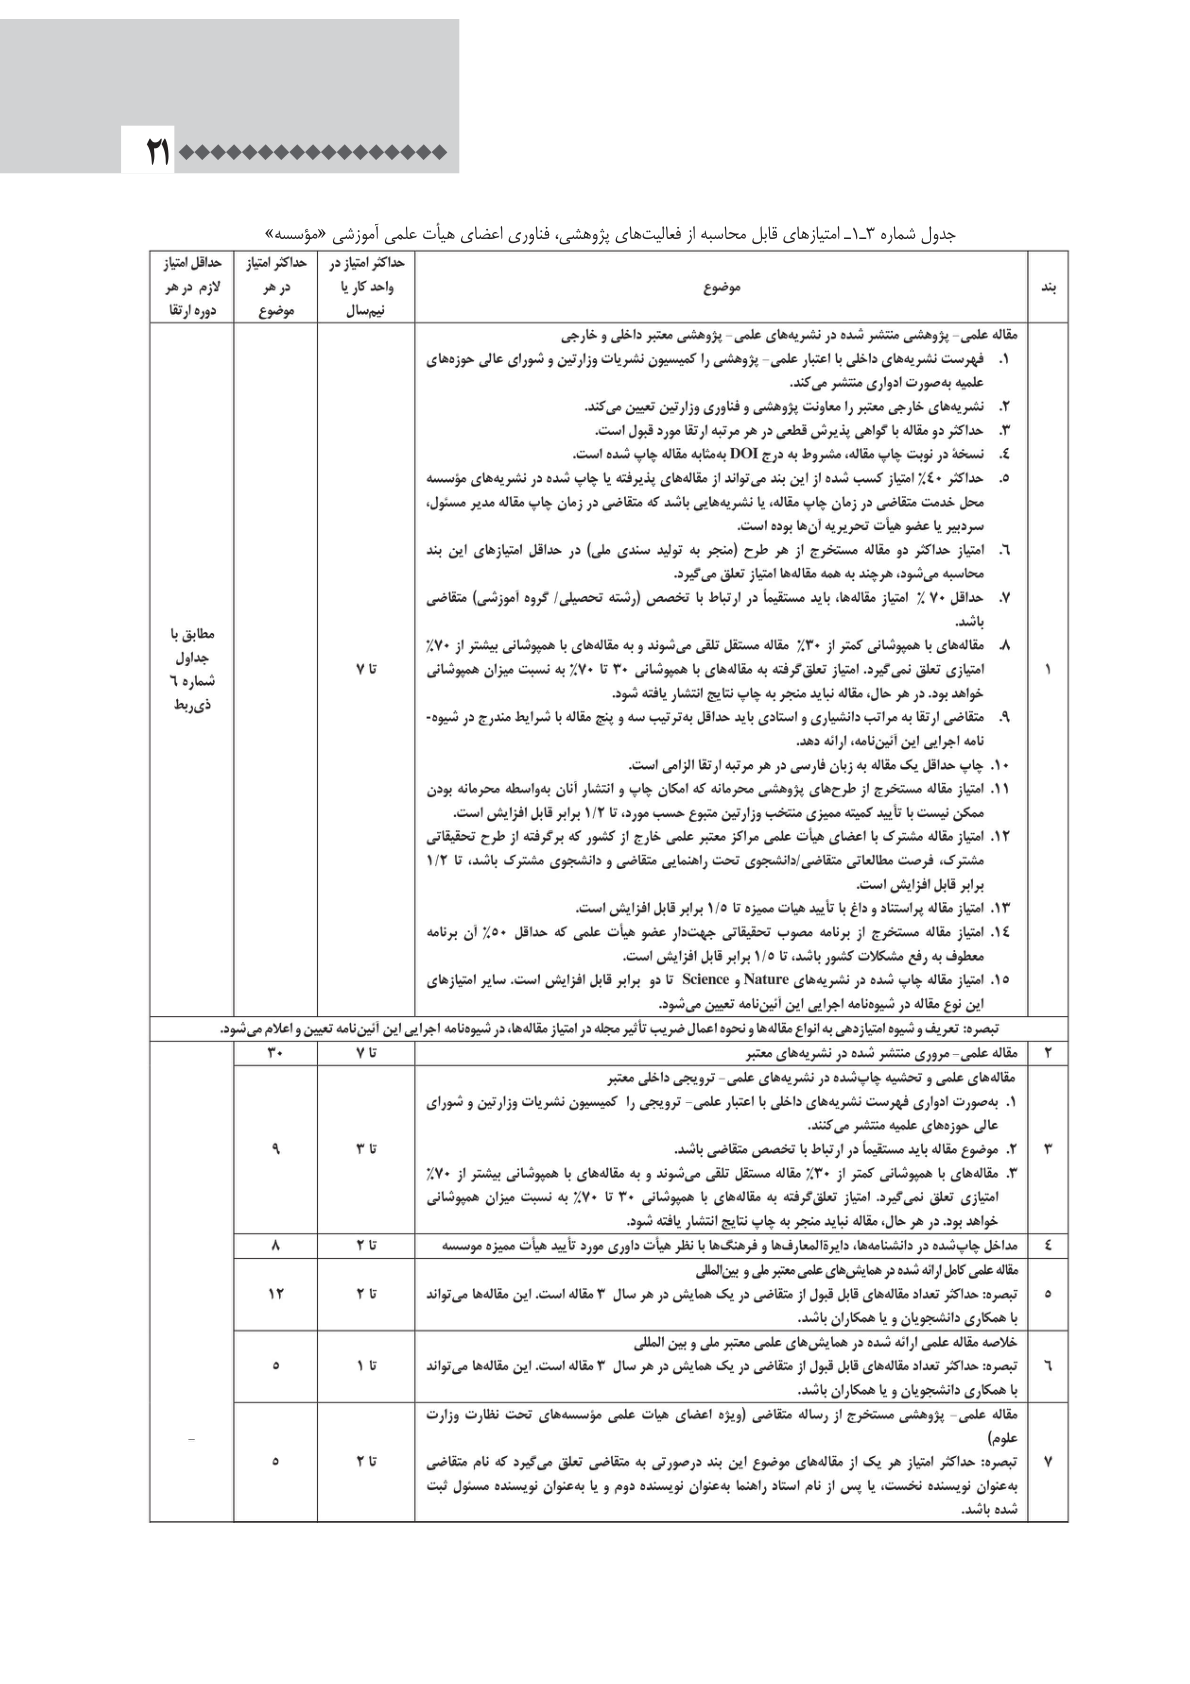 ۲۱
جدول شماره ۳ـ۱ـ امتیازهای قابل محاسبه از فعالیت‌های پژوهشی، فناوری اعضای هیأت علمی آموزشی «مؤسسه»
بند
موضوع
حداکثر امتیاز در
واحد کار یا
نیم‌سال
حداکثر امتیاز
در هر
موضوع
حداقل امتیاز
لازم در هر
دوره ارتقا
۱
مقاله علمی- پژوهشی منتشر شده در نشریه‌های علمی- پژوهشی معتبر داخلی و خارجی
۱. فهرست نشریه‌های داخلی با اعتبار علمی- پژوهشی را کمیسیون نشریات وزارتین و شورای عالی حوزه‌های
علمیه به‌صورت ادواری منتشر می‌کند.
۲. نشریه‌های خارجی معتبر را معاونت پژوهشی و فناوری وزارتین تعیین می‌کند.
۳. حداکثر دو مقاله با گواهی پذیرش قطعی در هر مرتبه ارتقا مورد قبول است.
٤. نسخهٔ در نوبت چاپ مقاله، مشروط به درج DOI به‌مثابه مقاله چاپ شده است.
٥. حداکثر ٤۰٪ امتیاز کسب شده از این بند می‌تواند از مقاله‌های پذیرفته یا چاپ شده در نشریه‌های مؤسسه
محل خدمت متقاضی در زمان چاپ مقاله، یا نشریه‌هایی باشد که متقاضی در زمان چاپ مقاله مدیر مسئول،
سردبیر یا عضو هیأت تحریریه آن‌ها بوده است.
٦. امتیاز حداکثر دو مقاله مستخرج از هر طرح (منجر به تولید سندی ملی) در حداقل امتیازهای این بند
محاسبه می‌شود، هرچند به همه مقاله‌ها امتیاز تعلق می‌گیرد.
۷. حداقل ۷۰ ٪ امتیاز مقاله‌ها، باید مستقیماً در ارتباط با تخصص (رشته تحصیلی/ گروه آموزشی) متقاضی
باشد.
۸. مقاله‌های با همپوشانی کمتر از ۳۰٪ مقاله مستقل تلقی می‌شوند و به مقاله‌های با همپوشانی بیشتر از ۷۰٪
امتیازی تعلق نمی‌گیرد. امتیاز تعلق‌گرفته به مقاله‌های با همپوشانی ۳۰ تا ۷۰٪ به نسبت میزان همپوشانی
خواهد بود. در هر حال، مقاله نباید منجر به چاپ نتایج انتشار یافته شود.
۹. متقاضی ارتقا به مراتب دانشیاری و استادی باید حداقل به‌ترتیب سه و پنج مقاله با شرایط مندرج در شیوه-
نامه اجرایی این آئین‌نامه، ارائه دهد.
۱۰. چاپ حداقل یک مقاله به زبان فارسی در هر مرتبه ارتقا الزامی است.
۱۱. امتیاز مقاله مستخرج از طرح‌های پژوهشی محرمانه که امکان چاپ و انتشار آنان به‌واسطه محرمانه بودن
ممکن نیست با تأیید کمیته ممیزی منتخب وزارتین متبوع حسب مورد، تا ۱/۲ برابر قابل افزایش است.
۱۲. امتیاز مقاله مشترک با اعضای هیأت علمی مراکز معتبر علمی خارج از کشور که برگرفته از طرح تحقیقاتی
مشترک، فرصت مطالعاتی متقاضی/دانشجوی تحت راهنمایی متقاضی و دانشجوی مشترک باشد، تا ۱/۲
برابر قابل افزایش است.
۱۳. امتیاز مقاله پراستناد و داغ با تأیید هیات ممیزه تا ۱/٥ برابر قابل افزایش است.
۱٤. امتیاز مقاله مستخرج از برنامه مصوب تحقیقاتی جهت‌دار عضو هیأت علمی که حداقل ٥۰٪ آن برنامه
معطوف به رفع مشکلات کشور باشد، تا ۱/٥ برابر قابل افزایش است.
۱٥. امتیاز مقاله چاپ شده در نشریه‌های Nature و Science تا دو برابر قابل افزایش است. سایر امتیازهای
این نوع مقاله در شیوه‌نامه اجرایی این آئین‌نامه تعیین می‌شود.
تا ۷
مطابق با
جداول
شماره ٦
ذی‌ربط
تبصره: تعریف و شیوه امتیازدهی به انواع مقاله‌ها و نحوه اعمال ضریب تأثیر مجله در امتیاز مقاله‌ها، در شیوه‌نامه اجرایی این آئین‌نامه تعیین و اعلام می‌شود.
۲
مقاله علمی- مروری منتشر شده در نشریه‌های معتبر
تا ۷
۳۰
۳
مقاله‌های علمی و تحشیه چاپ‌شده در نشریه‌های علمی- ترویجی داخلی معتبر
۱. به‌صورت ادواری فهرست نشریه‌های داخلی با اعتبار علمی- ترویجی را کمیسیون نشریات وزارتین و شورای
عالی حوزه‌های علمیه منتشر می‌کنند.
۲. موضوع مقاله باید مستقیماً در ارتباط با تخصص متقاضی باشد.
۳. مقاله‌های با همپوشانی کمتر از ۳۰٪ مقاله مستقل تلقی می‌شوند و به مقاله‌های با همپوشانی بیشتر از ۷۰٪
امتیازی تعلق نمی‌گیرد. امتیاز تعلق‌گرفته به مقاله‌های با همپوشانی ۳۰ تا ۷۰٪ به نسبت میزان همپوشانی
خواهد بود. در هر حال، مقاله نباید منجر به چاپ نتایج انتشار یافته شود.
تا ۳
۹
٤
مداخل چاپ‌شده در دانشنامه‌ها، دایرةالمعارف‌ها و فرهنگ‌ها با نظر هیأت داوری مورد تأیید هیأت ممیزه موسسه
تا ۲
۸
٥
مقاله علمی کامل ارائه شده در همایش‌های علمی معتبر ملی و بین‌المللی
تبصره: حداکثر تعداد مقاله‌های قابل قبول از متقاضی در یک همایش در هر سال ۳ مقاله است. این مقاله‌ها می‌تواند
با همکاری دانشجویان و یا همکاران باشد.
تا ۲
۱۲
٦
خلاصه مقاله علمی ارائه شده در همایش‌های علمی معتبر ملی و بین المللی
تبصره: حداکثر تعداد مقاله‌های قابل قبول از متقاضی در یک همایش در هر سال ۳ مقاله است. این مقاله‌ها می‌تواند
با همکاری دانشجویان و یا همکاران باشد.
تا ۱
٥
۷
مقاله علمی- پژوهشی مستخرج از رساله متقاضی (ویژه اعضای هیات علمی مؤسسه‌های تحت نظارت وزارت
علوم)
تبصره: حداکثر امتیاز هر یک از مقاله‌های موضوع این بند درصورتی به متقاضی تعلق می‌گیرد که نام متقاضی
به‌عنوان نویسنده نخست، یا پس از نام استاد راهنما به‌عنوان نویسنده دوم و یا به‌عنوان نویسنده مسئول ثبت
شده باشد.
تا ۲
٥
–